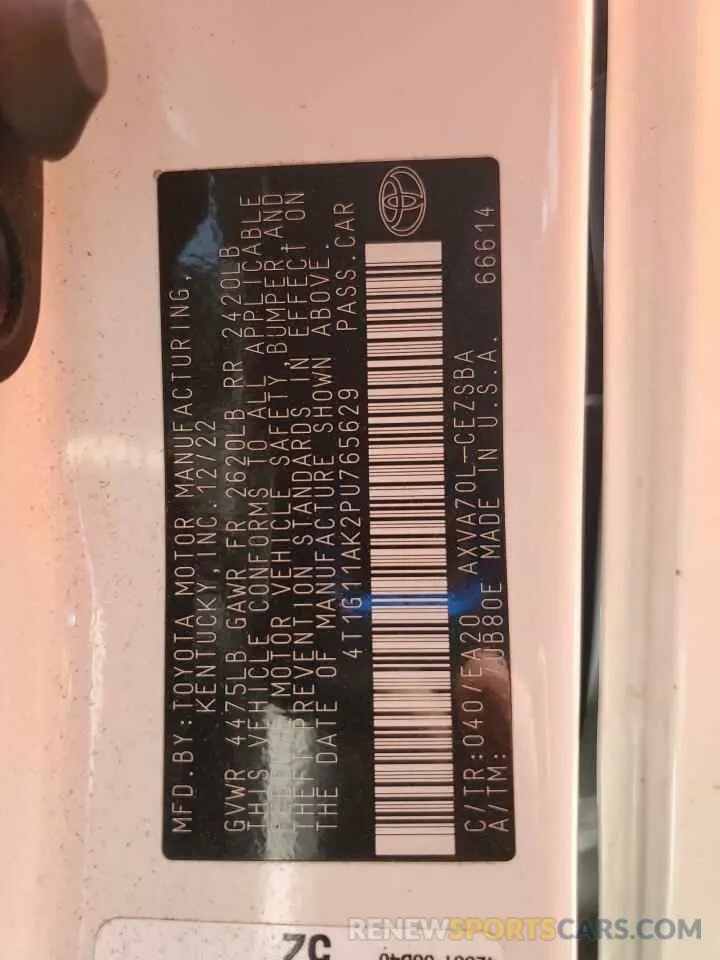 MFD.BY:TOYOTA MOTOR MANUFACTURING,
KENTUCKY,INC. 12/22
GVWR 4475LB GAWR FR 2620LB RR 2420LB
THIS VEHICLE CONFORMS TO ALL APPLICABLE
MOTOR VEHICLE SAFETY, BUMPER,AND
THEFT PREVENTION STANDARDS IN EFFECT ON
THE DATE OF MANUFACTURE SHOWN ABOVE.
4T1G11AK2PU765629 PASS.CAR
C/TR:040/EA20 AXVA70L-CEZSBA
A/TM: UB80E MADE IN U.S.A. 66614
RENEWSPORTSCARS.COM